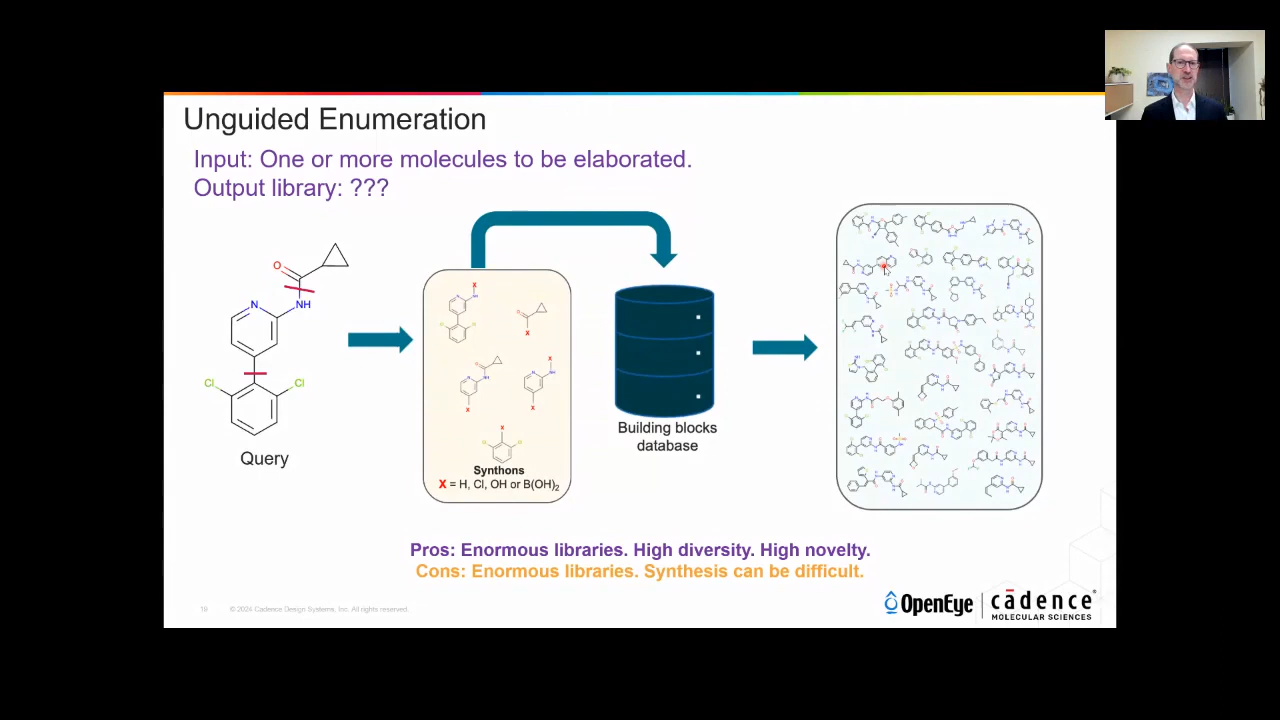 Unguided Enumeration
Input: One or more molecules to be elaborated.
Output library: ???
O
N
NH
Cl
Cl
Query
X
X
X
X
X
Synthons
X = H, Cl, OH or B(OH)2
Building blocks
database
Pros: Enormous libraries. High diversity. High novelty.
Cons: Enormous libraries. Synthesis can be difficult.
© 2024 Cadence Design Systems, Inc. All rights reserved.
OpenEye
cādence®
MOLECULAR SCIENCES